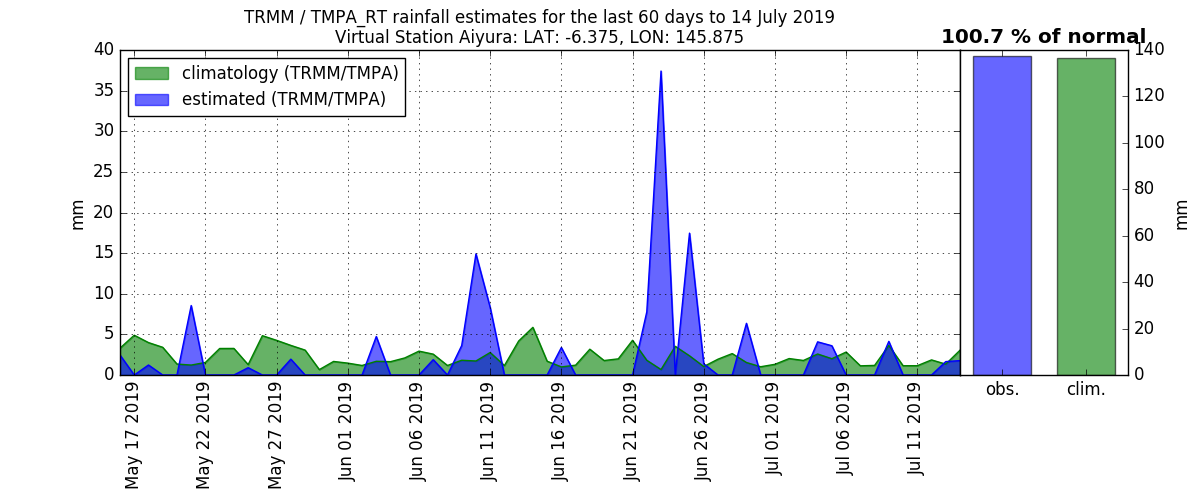 TRMM / TMPA_RT rainfall estimates for the last 60 days to 14 July 2019
Virtual Station Aiyura: LAT: -6.375, LON: 145.875
100.7 % of normal
climatology (TRMM/TMPA)
estimated (TRMM/TMPA)
40
35
30
25
20
15
10
5
0
mm
May 17 2019
May 22 2019
May 27 2019
Jun 01 2019
Jun 06 2019
Jun 11 2019
Jun 16 2019
Jun 21 2019
Jun 26 2019
Jul 01 2019
Jul 06 2019
Jul 11 2019
obs.
clim.
140
120
100
80
60
40
20
0
mm